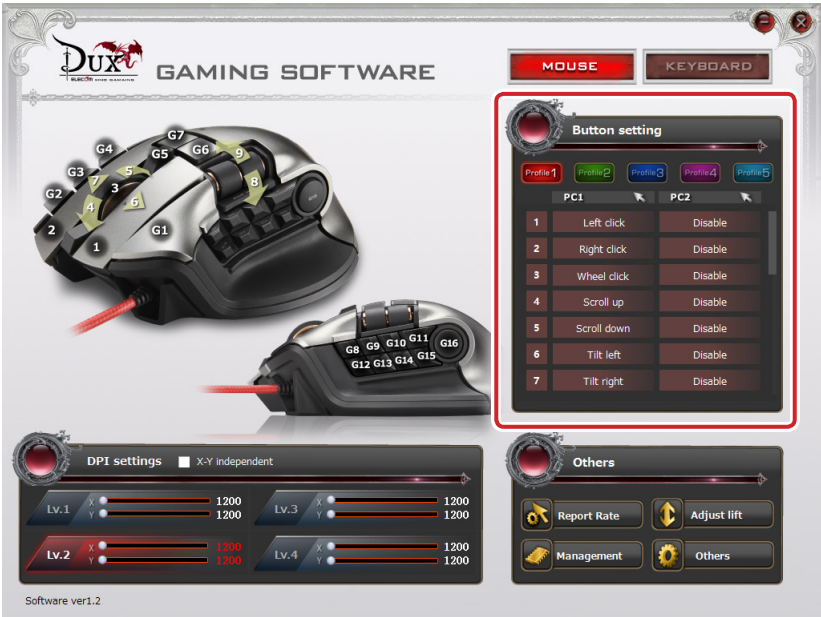 DUX
ELECOM MMO GAMING
GAMING SOFTWARE
MOUSE
KEYBOARD
G7
G4
G5
G6
9
G3
7
5
3
8
G2
4
6
2
1
G1
G8 G9 G10 G11 G16
G12 G13 G14 G15
Button setting
Profile1 Profile2 Profile3 Profile4 Profile5
PC1 PC2
1 Left click Disable
2 Right click Disable
3 Wheel click Disable
4 Scroll up Disable
5 Scroll down Disable
6 Tilt left Disable
7 Tilt right Disable
DPI settings X-Y independent
Lv.1 X 1200
Y 1200
Lv.3 X 1200
Y 1200
Lv.2 X 1200
Y 1200
Lv.4 X 1200
Y 1200
Others
Report Rate
Adjust lift
Management
Others
Software ver1.2